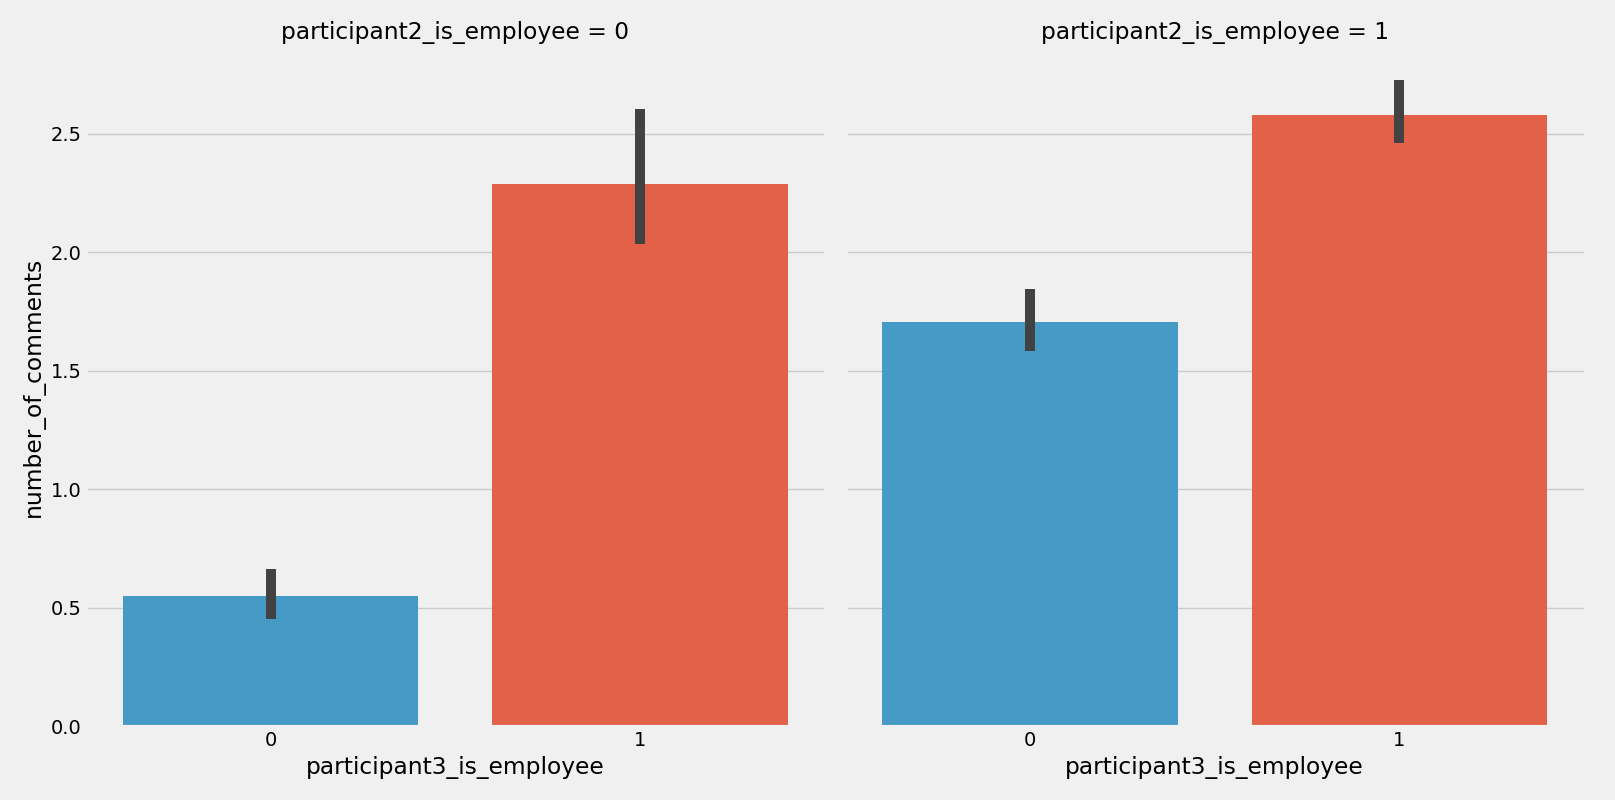 participant2_is_employee = 0
participant2_is_employee = 1
number_of_comments
2.5
2.0
1.5
1.0
0.5
0.0
0
1
0
1
participant3_is_employee
participant3_is_employee